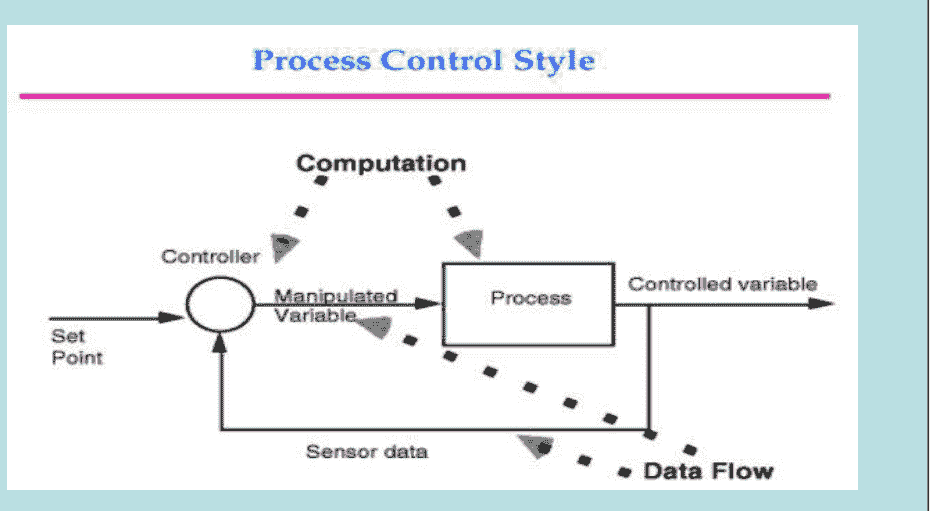 Process Control Style
Computation
Controller
Manipulated
Variable
Process
Controlled variable
Set
Point
Sensor data
Data Flow